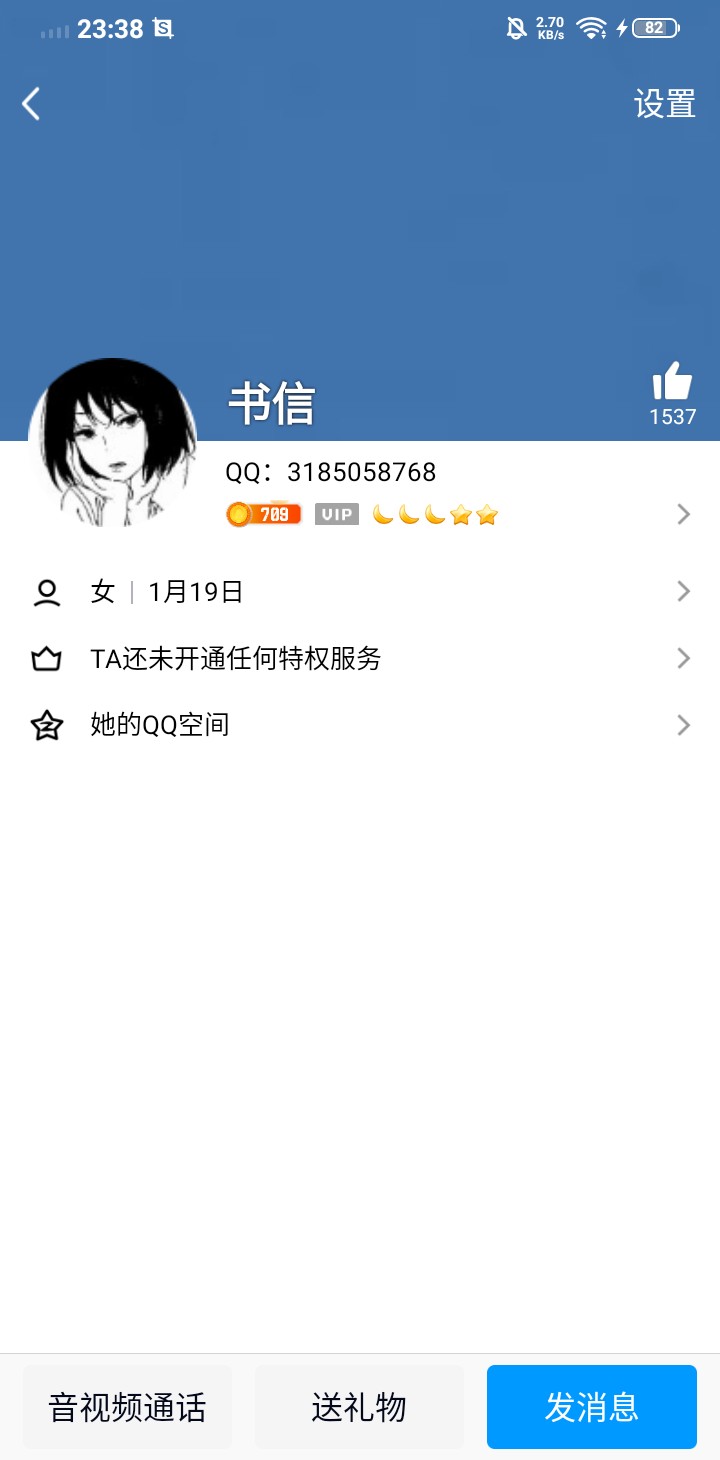 23:38
2.70
KB/s
82
设置
书信
1537
QQ：3185058768
709 VIP
女 | 1月19日
TA还未开通任何特权服务
她的QQ空间
音视频通话 送礼物 发消息